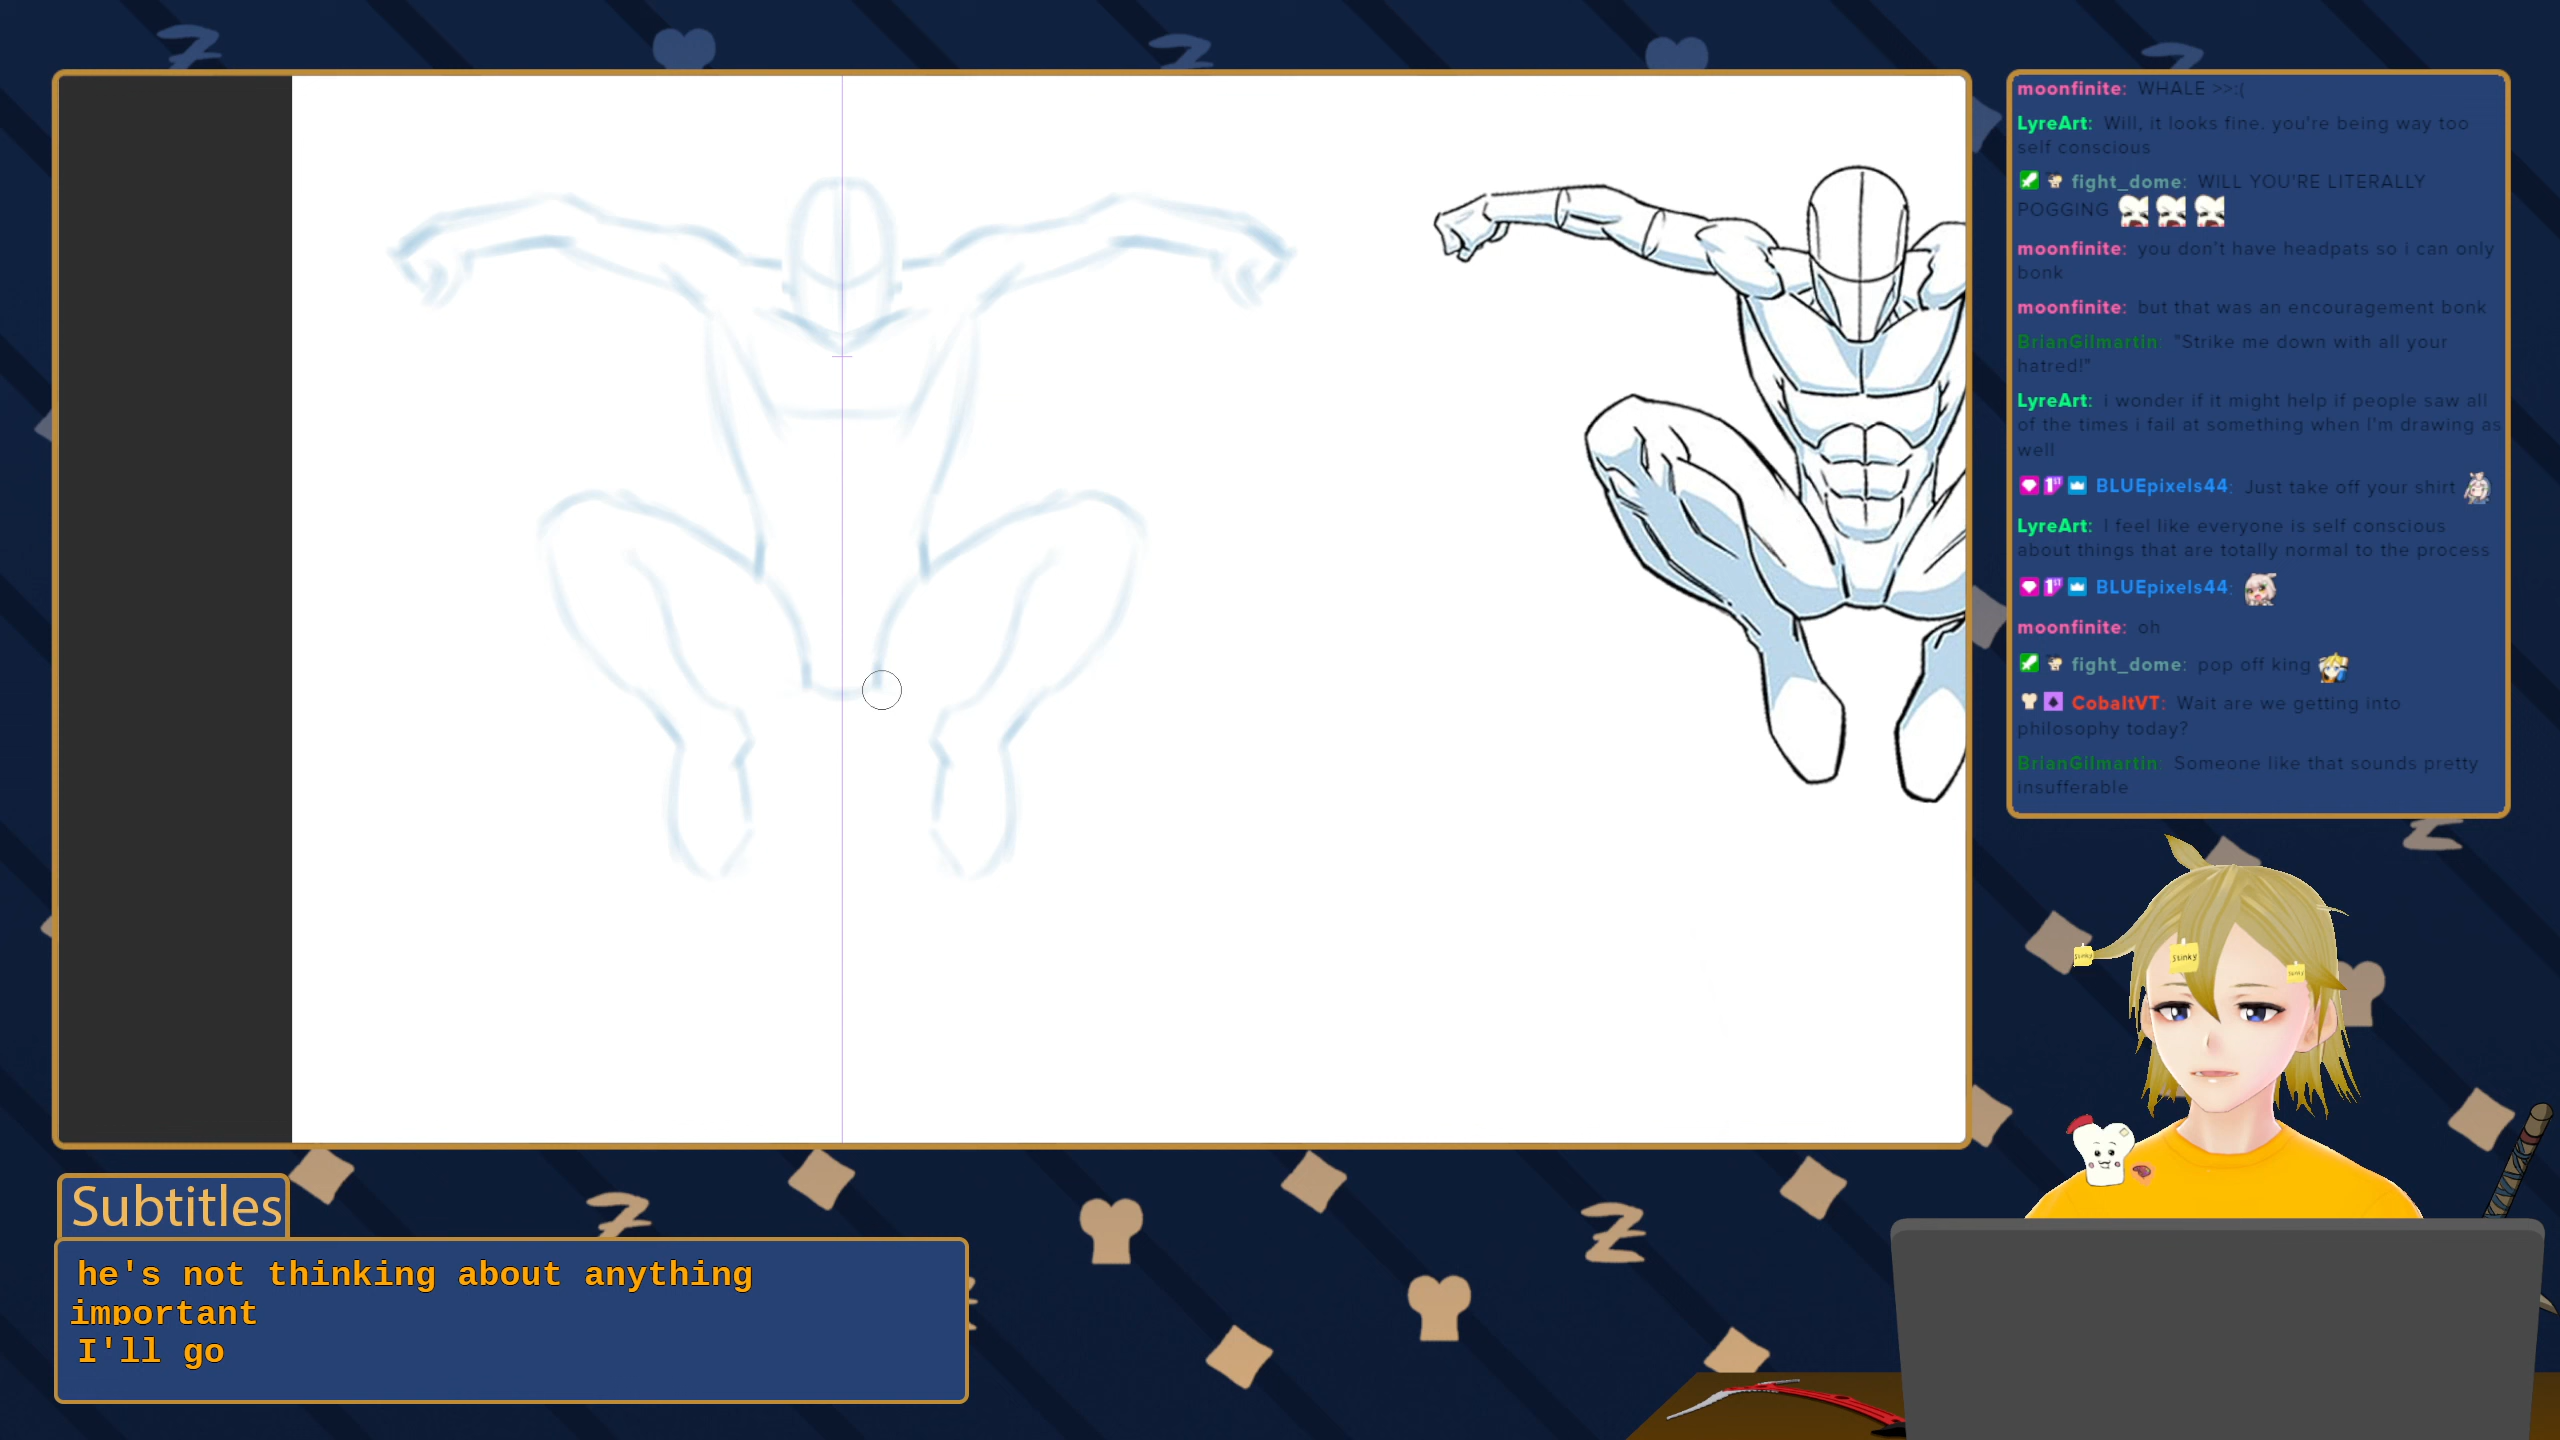 moonfinite: WHALE >>:(
LyreArt: Will, it looks fine. you're being way too
self conscious
fight_dome: WILL YOU'RE LITERALLY
POGGING
moonfinite: you don't have headpats so i can only
bonk
moonfinite: but that was an encouragement bonk
BrianGilmartin: "Strike me down with all your
hatred!"
LyreArt: i wonder if it might help if people saw all
of the times i fail at something when I'm drawing as
well
BLUEpixels44: Just take off your shirt
LyreArt: I feel like everyone is self conscious
about things that are totally normal to the process
BLUEpixels44:
moonfinite: oh
fight_dome: pop off king
CobaltVT: Wait are we getting into
philosophy today?
BrianGilmartin: Someone like that sounds pretty
insufferable
Stinky
Subtitles
he's not thinking about anything
important
I'll go